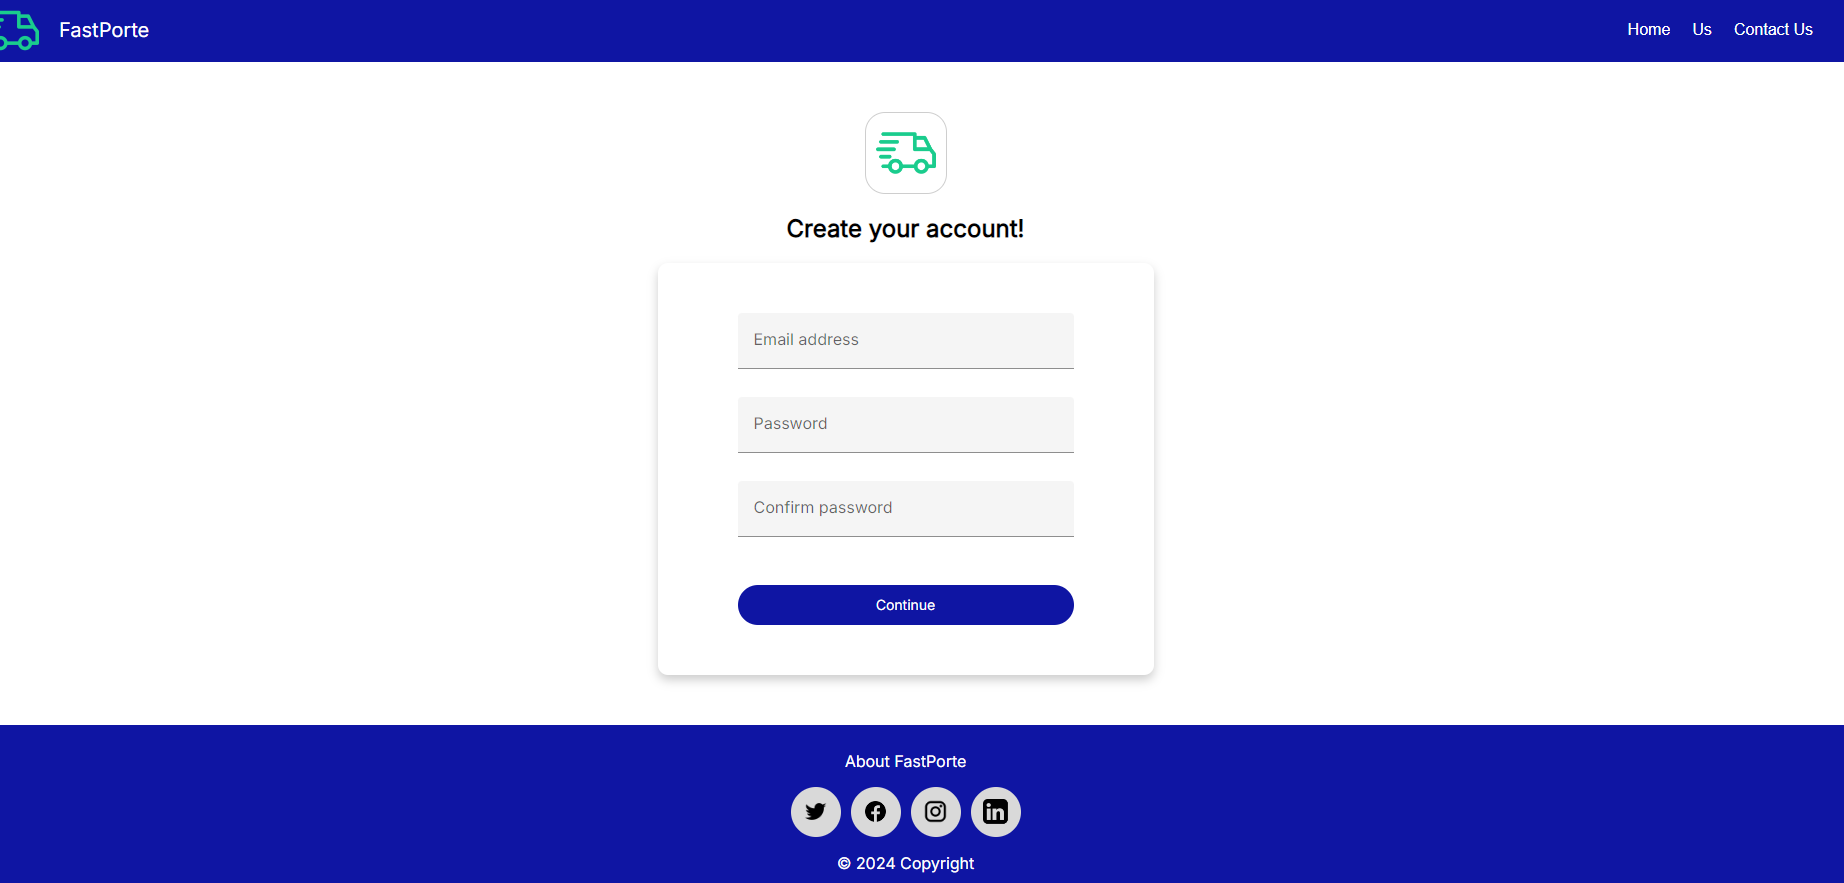 FastPorte
Home Us Contact Us
Create your account!
Email address
Password
Confirm password
Continue
About FastPorte
© 2024 Copyright